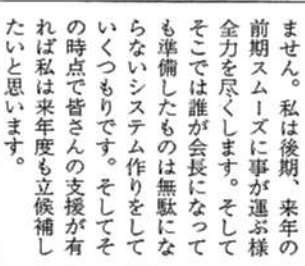 ません。私は後期、来年の
前期スムーズに事が運ぶ様
全力を尽くします。そして
そこでは誰が会長になって
も準備したものは無駄にな
らないシステム作りをして
いくつもりです。そしてそ
の時点で皆さんの支援が有
れば私は来年度も立候補し
たいと思います。